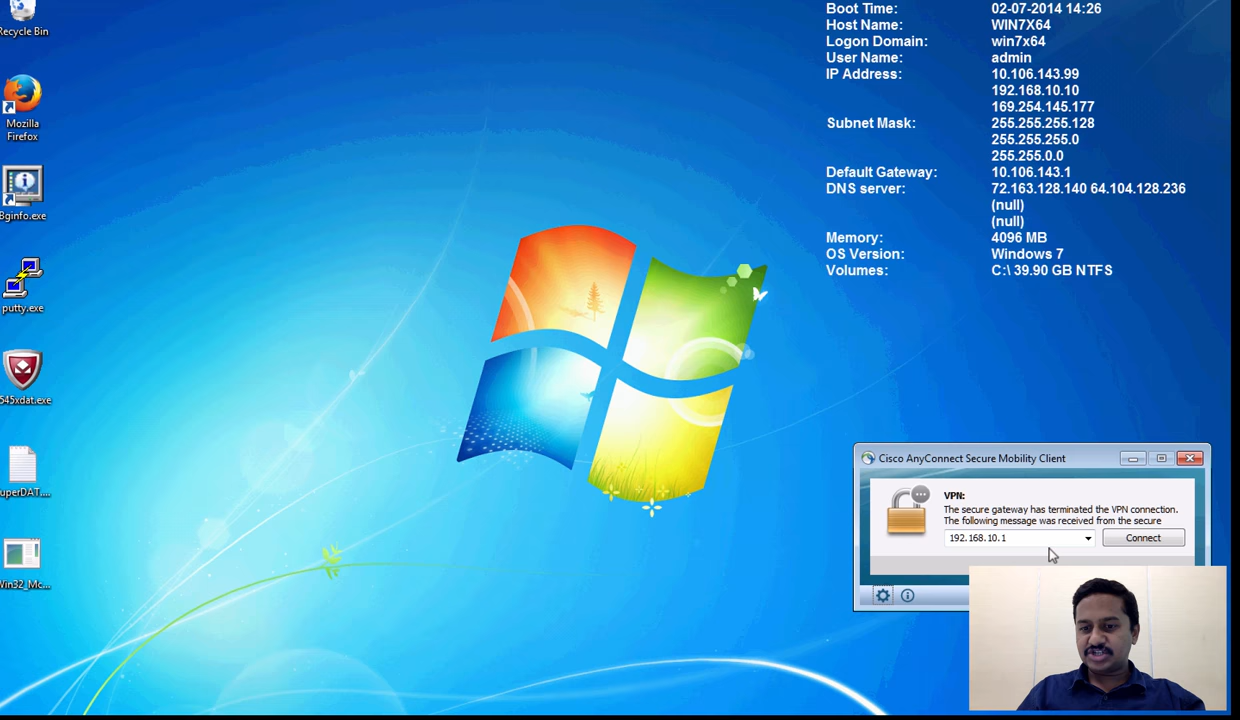 Recycle Bin
Mozilla
Firefox
Bginfo.exe
putty.exe
545xdat.exe
uperDAT....
Win32_Mc...
Boot Time: 02-07-2014 14:26
Host Name: WIN7X64
Logon Domain: win7x64
User Name: admin
IP Address: 10.106.143.99
192.168.10.10
169.254.145.177
Subnet Mask: 255.255.255.128
255.255.255.0
255.255.0.0
Default Gateway: 10.106.143.1
DNS server: 72.163.128.140 64.104.128.236
(null)
(null)
Memory: 4096 MB
OS Version: Windows 7
Volumes: C:\ 39.90 GB NTFS
Cisco AnyConnect Secure Mobility Client
VPN:
The secure gateway has terminated the VPN connection.
The following message was received from the secure
192.168.10.1
Connect